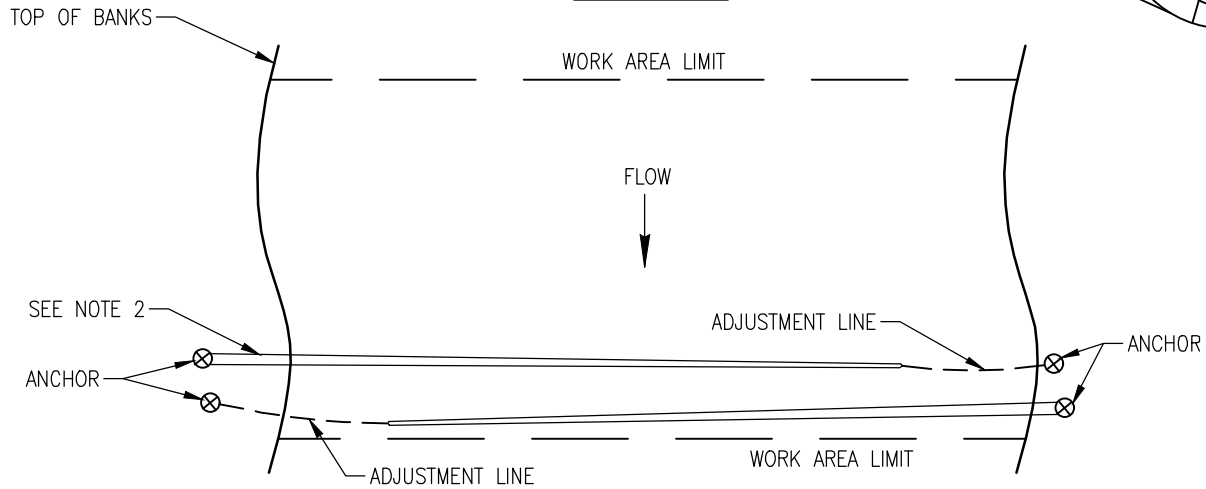 TOP OF BANKS
WORK AREA LIMIT
FLOW
SEE NOTE 2
ADJUSTMENT LINE
ANCHOR
ANCHOR
WORK AREA LIMIT
ADJUSTMENT LINE